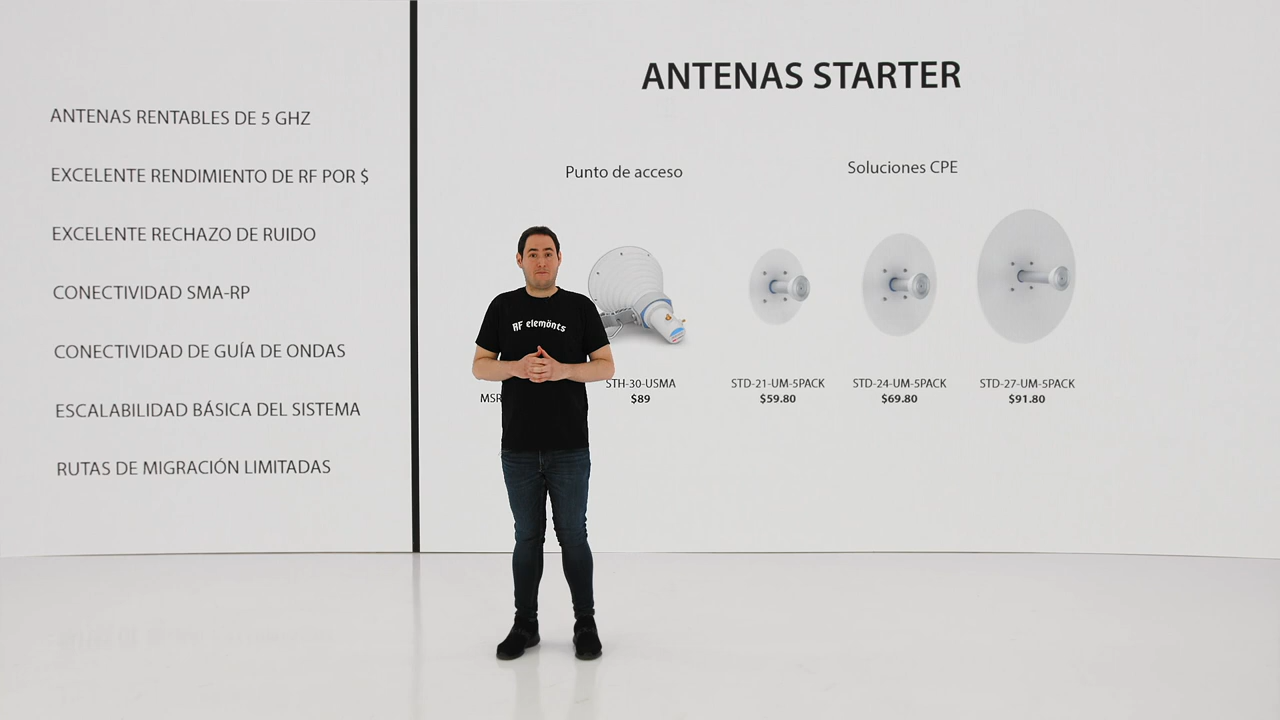 ANTENAS RENTABLES DE 5 GHZ
EXCELENTE RENDIMIENTO DE RF POR $
EXCELENTE RECHAZO DE RUIDO
CONECTIVIDAD SMA-RP
CONECTIVIDAD DE GUÍA DE ONDAS
ESCALABILIDAD BÁSICA DEL SISTEMA
RUTAS DE MIGRACIÓN LIMITADAS
ANTENAS STARTER
Punto de acceso
Soluciones CPE
RF elemönts
STH-30-USMA
STD-21-UM-5PACK
STD-24-UM-5PACK
STD-27-UM-5PACK
MSR
$89
$59.80
$69.80
$91.80